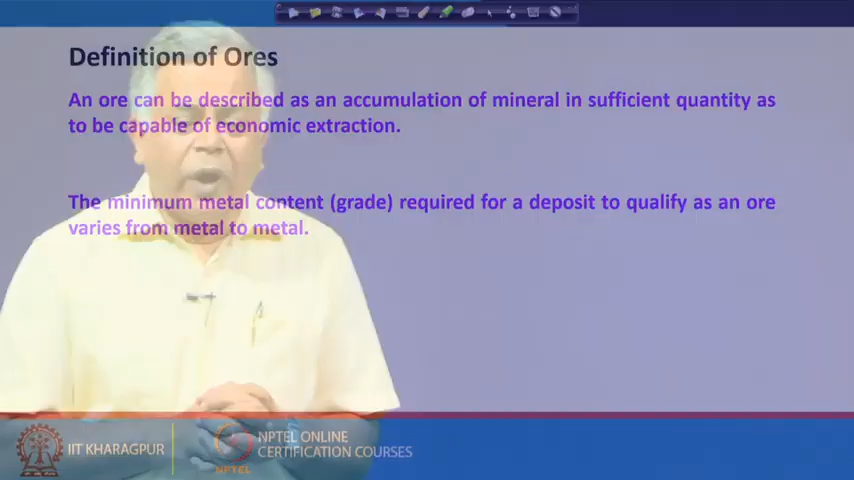 Definition of Ores
An ore can be described as an accumulation of mineral in sufficient quantity as
to be capable of economic extraction.
The minimum metal content (grade) required for a deposit to qualify as an ore
varies from metal to metal.
IIT KHARAGPUR
NPTEL
NPTEL ONLINE
CERTIFICATION COURSES